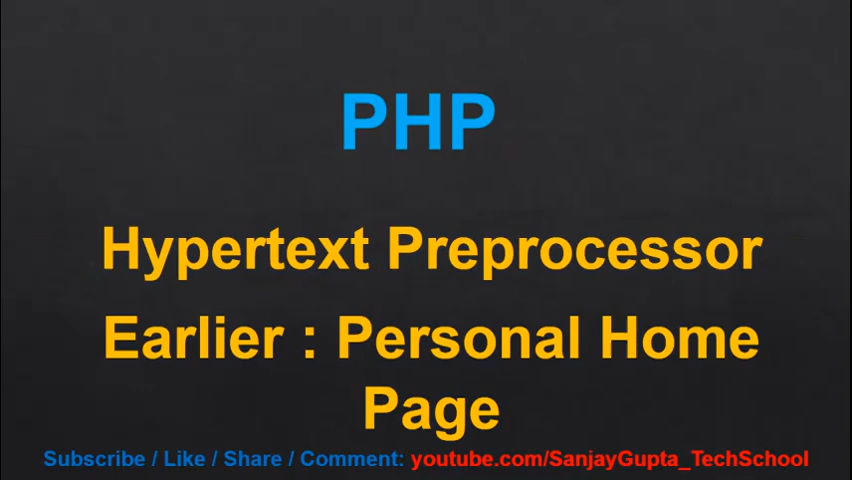 PHP
Hypertext Preprocessor
Earlier : Personal Home
Page
Subscribe / Like / Share / Comment: youtube.com/SanjayGupta_TechSchool